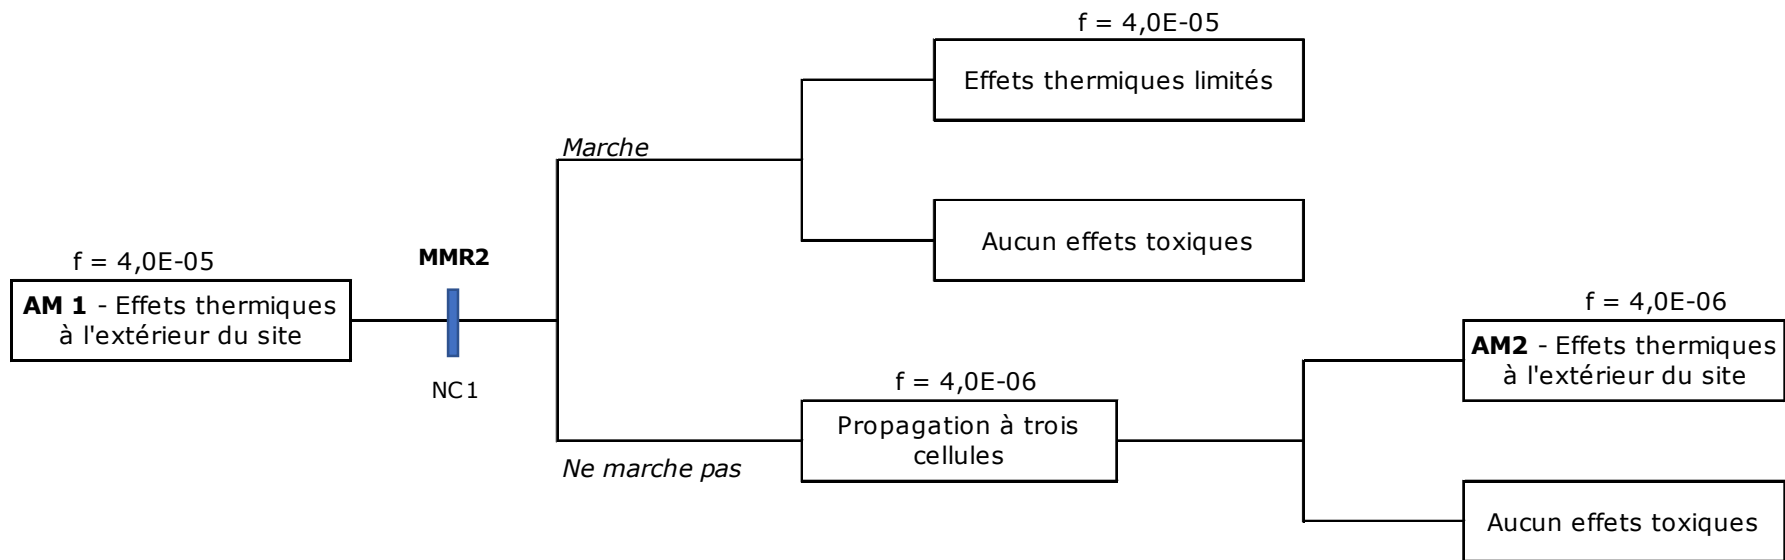 f = 4,0E-05
Effets thermiques limités
Marche
Aucun effets toxiques
f = 4,0E-05
AM 1 - Effets thermiques
à l'extérieur du site
MMR2
NC1
f = 4,0E-06
AM2 - Effets thermiques
à l'extérieur du site
f = 4,0E-06
Propagation à trois
cellules
Ne marche pas
Aucun effets toxiques